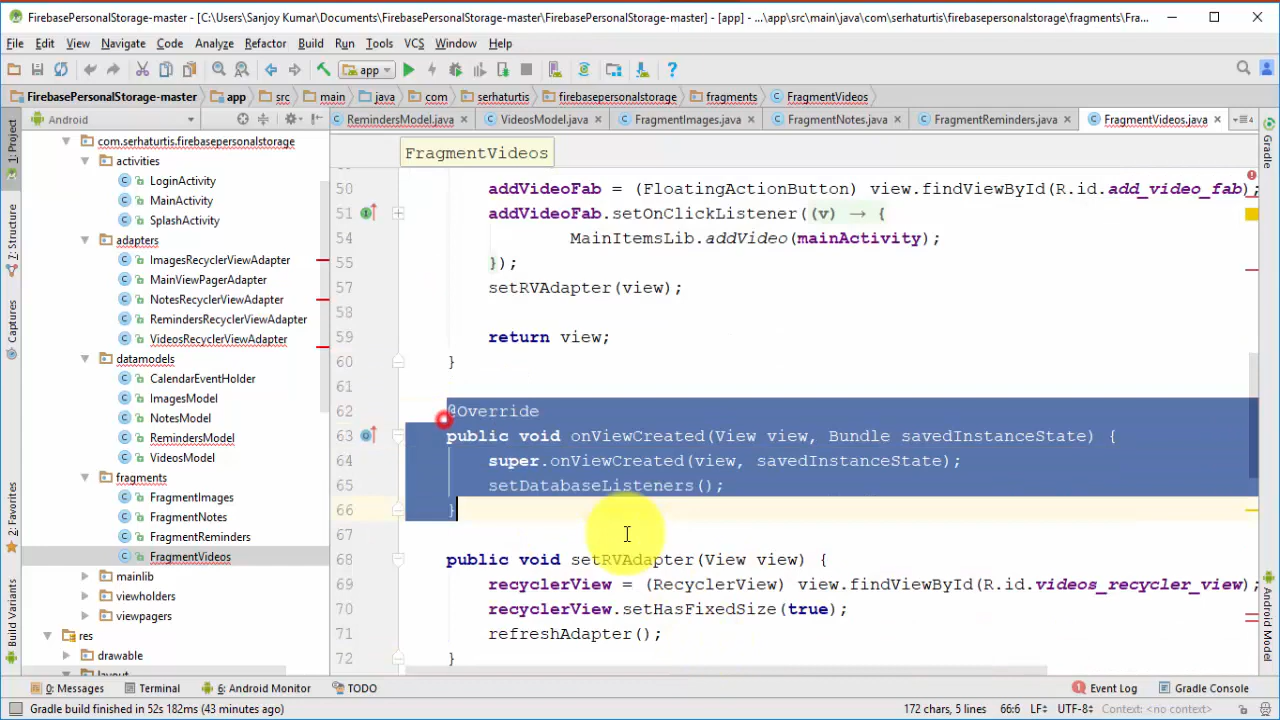 FirebasePersonalStorage-master - [C:\Users\Sanjoy Kumar\Documents\FirebasePersonalStorage-master\FirebasePersonalStorage-master] - [app] - ...\app\src\main\java\com\serhaturtis\firebasepersonalstorage\fragments\Fra...
File Edit View Navigate Code Analyze Refactor Build Run Tools VCS Window Help
app
FirebasePersonalStorage-master app src main java com serhaturtis firebasepersonalstorage fragments FragmentVideos
Android
RemindersModel.java VideosModel.java FragmentImages.java FragmentNotes.java FragmentReminders.java FragmentVideos.java
FragmentVideos
com.serhaturtis.firebasepersonalstorage
activities
LoginActivity
MainActivity
SplashActivity
adapters
ImagesRecyclerViewAdapter
MainViewPagerAdapter
NotesRecyclerViewAdapter
RemindersRecyclerViewAdapter
VideosRecyclerViewAdapter
datamodels
CalendarEventHolder
ImagesModel
NotesModel
RemindersModel
VideosModel
fragments
FragmentImages
FragmentNotes
FragmentReminders
FragmentVideos
mainlib
viewholders
viewpagers
res
drawable
layout
50 addVideoFab = (FloatingActionButton) view.findViewById(R.id.add_video_fab);
51 addVideoFab.setOnClickListener((v) → {
54 MainItemsLib.addVideo(mainActivity);
55 });
57 setRVAdapter(view);
58
59 return view;
60 }
61
62 @Override
63 public void onViewCreated(View view, Bundle savedInstanceState) {
64 super.onViewCreated(view, savedInstanceState);
65 setDatabaseListeners();
66 }
67
68 public void setRVAdapter(View view) {
69 recyclerView = (RecyclerView) view.findViewById(R.id.videos_recycler_view);
70 recyclerView.setHasFixedSize(true);
71 refreshAdapter();
72 }
1: Project
7: Structure
Captures
2: Favorites
Build Variants
Gradle
Android Model
0: Messages Terminal 6: Android Monitor TODO Event Log Gradle Console
Gradle build finished in 52s 182ms (43 minutes ago) 172 chars, 5 lines 66:6 LF÷ UTF-8÷ Context: <no context>